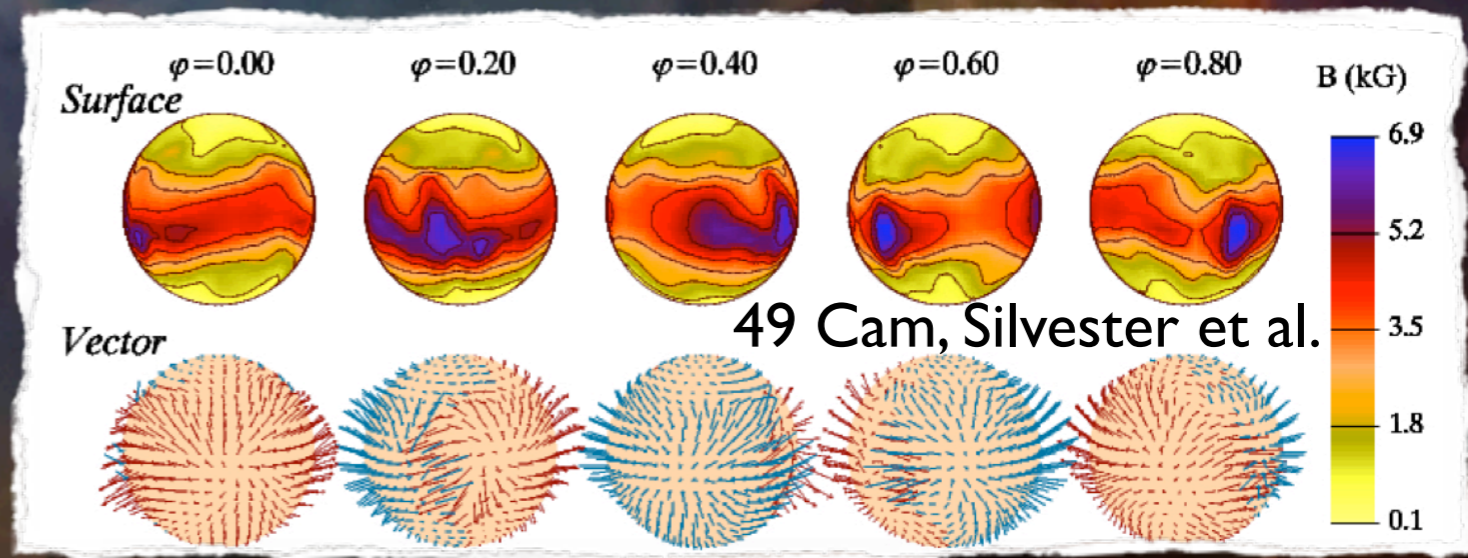 φ=0.00 φ=0.20 φ=0.40 φ=0.60 φ=0.80 B (kG)
Surface
6.9
5.2
49 Cam, Silvester et al.
3.5
Vector
1.8
0.1